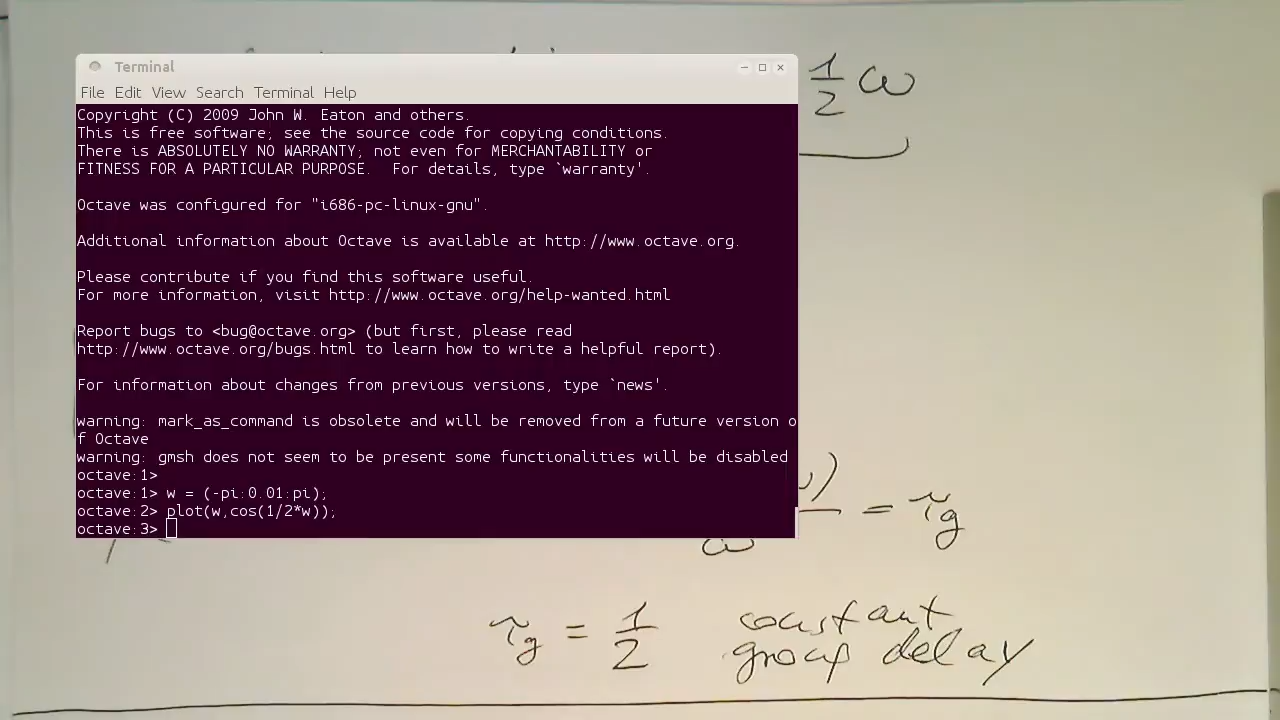 Terminal
File Edit View Search Terminal Help
Copyright (C) 2009 John W. Eaton and others.
This is free software; see the source code for copying conditions.
There is ABSOLUTELY NO WARRANTY; not even for MERCHANTABILITY or
FITNESS FOR A PARTICULAR PURPOSE.  For details, type `warranty'.
Octave was configured for "i686-pc-linux-gnu".
Additional information about Octave is available at http://www.octave.org.
Please contribute if you find this software useful.
For more information, visit http://www.octave.org/help-wanted.html
Report bugs to <bug@octave.org> (but first, please read
http://www.octave.org/bugs.html to learn how to write a helpful report).
For information about changes from previous versions, type `news'.
warning: mark_as_command is obsolete and will be removed from a future version o
f Octave
warning: gmsh does not seem to be present some functionalities will be disabled
octave:1>
octave:1> w = (-pi:0.01:pi);
octave:2> plot(w,cos(1/2*w));
octave:3>
1/2 ω
ω = τg
τg = 1/2 constant
group delay